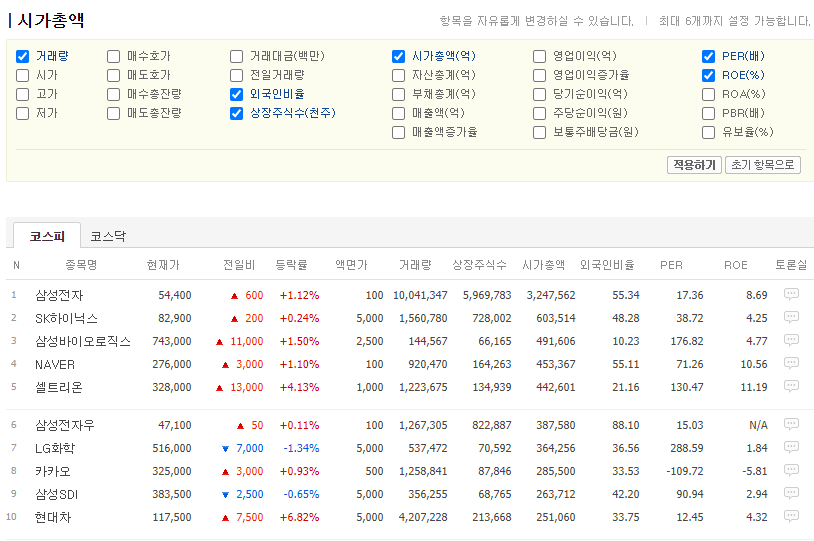 시가총액
항목을 자유롭게 변경하실 수 있습니다. | 최대 6개까지 설정 가능합니다.
거래량 매수호가 거래대금(백만) 시가총액(억) 영업이익(억) PER(배)
시가 매도호가 전일거래량 자산총계(억) 영업이익증가율 ROE(%)
고가 매수총잔량 외국인비율 부채총계(억) 당기순이익(억) ROA(%)
저가 매도총잔량 상장주식수(천주) 매출액(억) 주당순이익(원) PBR(배)
매출액증가율 보통주배당금(원) 유보율(%)
적용하기 초기 항목으로
코스피 코스닥
N 종목명 현재가 전일비 등락률 액면가 거래량 상장주식수 시가총액 외국인비율 PER ROE 토론실
1 삼성전자 54,400 ▲ 600 +1.12% 100 10,041,347 5,969,783 3,247,562 55.34 17.36 8.69
2 SK하이닉스 82,900 ▲ 200 +0.24% 5,000 1,560,780 728,002 603,514 48.28 38.72 4.25
3 삼성바이오로직스 743,000 ▲ 11,000 +1.50% 2,500 144,567 66,165 491,606 10.23 176.82 4.77
4 NAVER 276,000 ▲ 3,000 +1.10% 100 920,470 164,263 453,367 55.11 71.26 10.56
5 셀트리온 328,000 ▲ 13,000 +4.13% 1,000 1,223,675 134,939 442,601 21.16 130.47 11.19
6 삼성전자우 47,100 ▲ 50 +0.11% 100 1,267,305 822,887 387,580 88.10 15.03 N/A
7 LG화학 516,000 ▼ 7,000 -1.34% 5,000 537,472 70,592 364,256 36.56 288.59 1.84
8 카카오 325,000 ▲ 3,000 +0.93% 500 1,258,841 87,846 285,500 33.53 -109.72 -5.81
9 삼성SDI 383,500 ▼ 2,500 -0.65% 5,000 356,255 68,765 263,712 42.20 90.94 2.94
10 현대차 117,500 ▲ 7,500 +6.82% 5,000 4,207,228 213,668 251,060 33.75 12.45 4.32